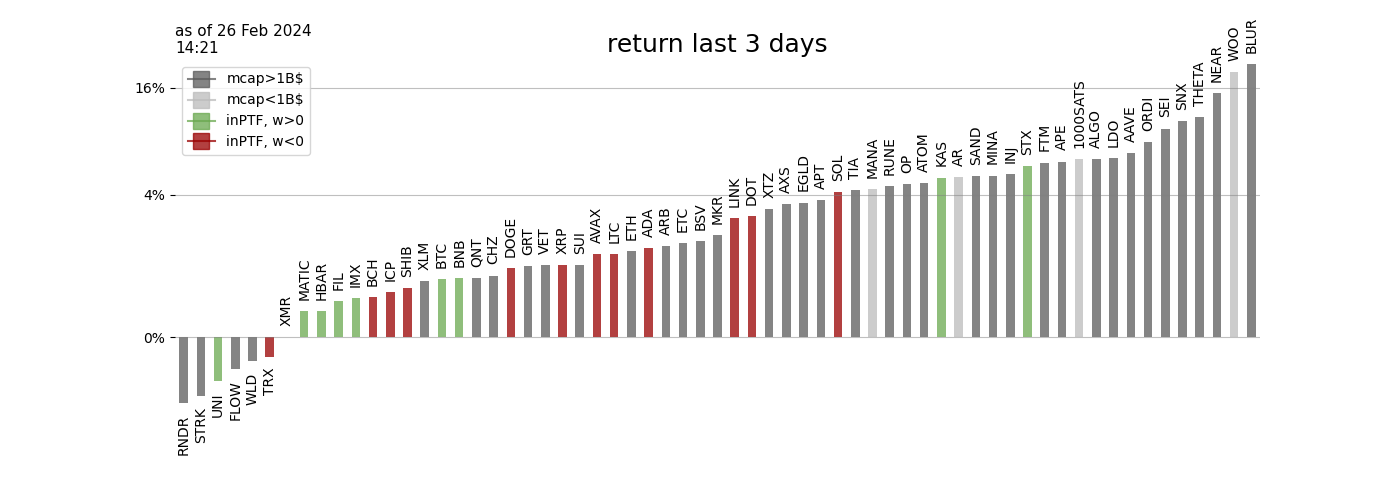 as of 26 Feb 2024
14:21
return last 3 days
mcap>1B$
mcap<1B$
inPTF, w>0
inPTF, w<0
16%
4%
0%
RNDR
STRK
UNI
FLOW
WLD
TRX
XMR
MATIC
HBAR
FIL
IMX
BCH
ICP
SHIB
XLM
BTC
BNB
QNT
CHZ
DOGE
GRT
VET
XRP
SUI
AVAX
LTC
ETH
ADA
ARB
ETC
BSV
MKR
LINK
DOT
XTZ
AXS
EGLD
APT
SOL
TIA
MANA
RUNE
OP
ATOM
KAS
AR
SAND
MINA
INJ
STX
FTM
APE
1000SATS
ALGO
LDO
AAVE
ORDI
SEI
SNX
THETA
NEAR
WOO
BLUR